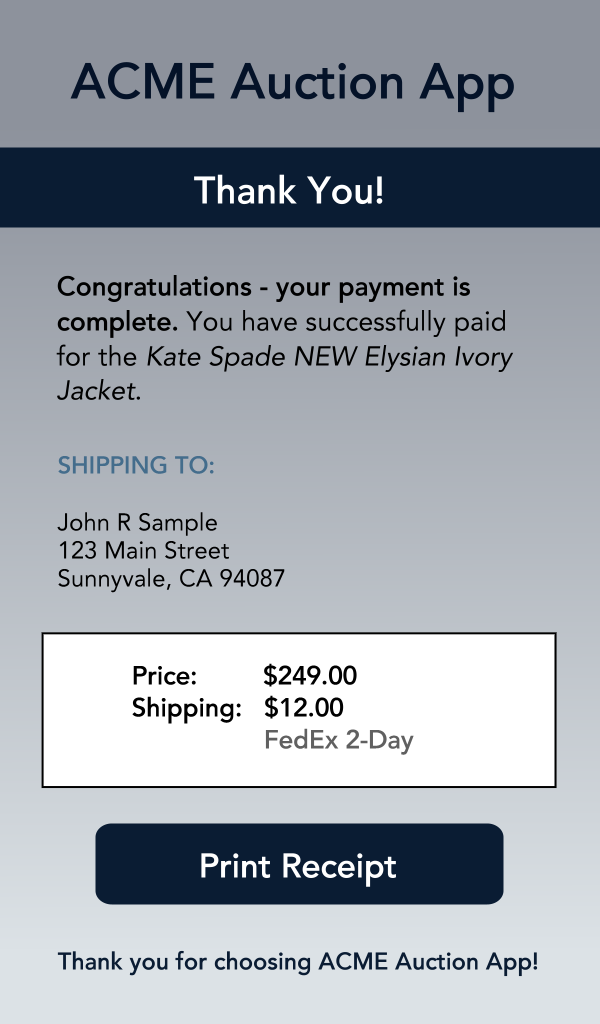 ACME Auction App
Thank You!
Congratulations - your payment is
complete. You have successfully paid
for the Kate Spade NEW Elysian Ivory
Jacket.
SHIPPING TO:
John R Sample
123 Main Street
Sunnyvale, CA 94087
Price: $249.00
Shipping: $12.00
FedEx 2-Day
Print Receipt
Thank you for choosing ACME Auction App!